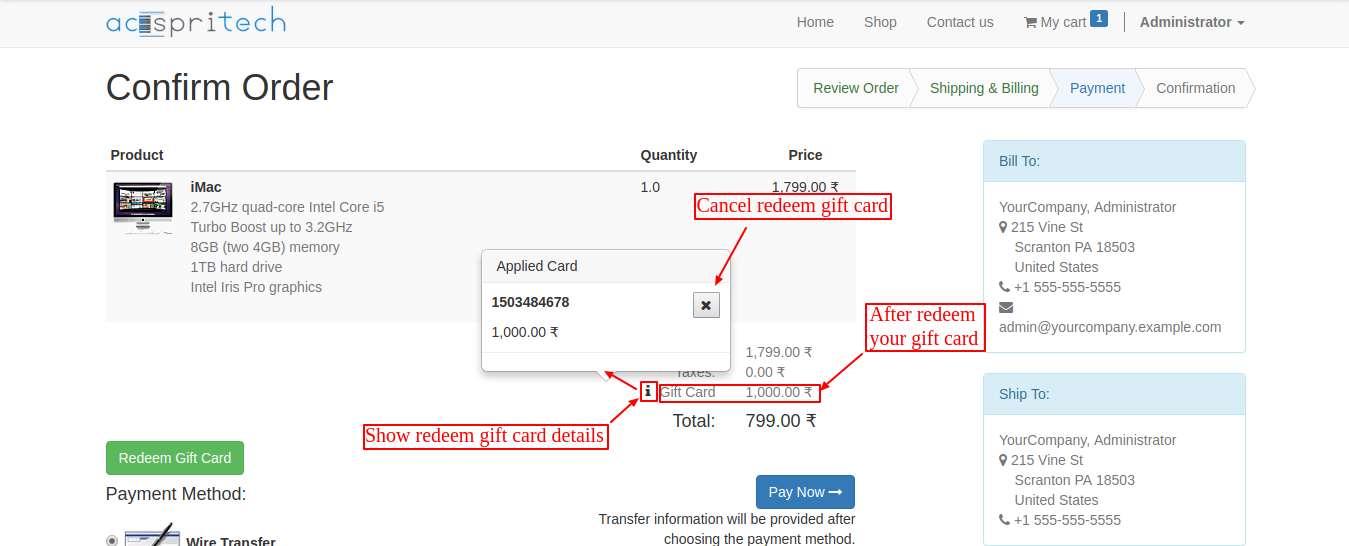 acespritech
Home Shop Contact us My cart 1 Administrator
Confirm Order
Review Order Shipping & Billing Payment Confirmation
Product Quantity Price
iMac 1.0 1,799.00 ₹
2.7GHz quad-core Intel Core i5
Turbo Boost up to 3.2GHz
8GB (two 4GB) memory
1TB hard drive
Intel Iris Pro graphics
Cancel redeem gift card
Applied Card
1503484678
1,000.00 ₹
After redeem
your gift card
1,799.00 ₹
Taxes: 0.00 ₹
Gift Card 1,000.00 ₹
Total: 799.00 ₹
Show redeem gift card details
Redeem Gift Card
Payment Method:
Pay Now
Transfer information will be provided after
choosing the payment method.
Wire Transfer
Bill To:
YourCompany, Administrator
215 Vine St
Scranton PA 18503
United States
+1 555-555-5555
admin@yourcompany.example.com
Ship To:
YourCompany, Administrator
215 Vine St
Scranton PA 18503
United States
+1 555-555-5555